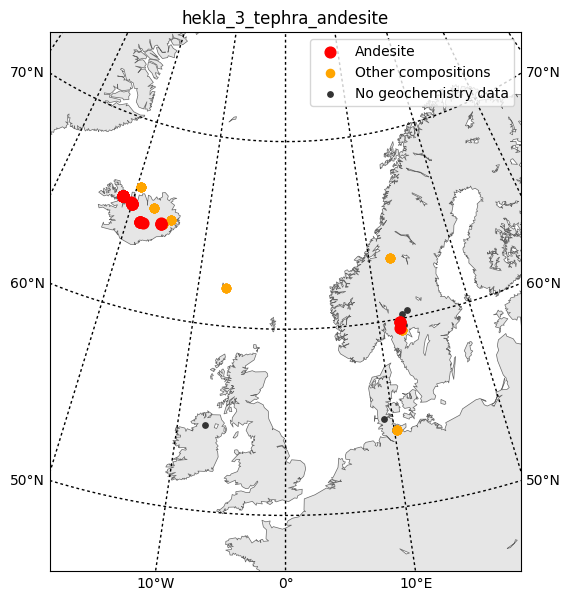 hekla_3_tephra_andesite
Andesite
Other compositions
No geochemistry data
70°N
70°N
60°N
60°N
50°N
50°N
10°W
0°
10°E